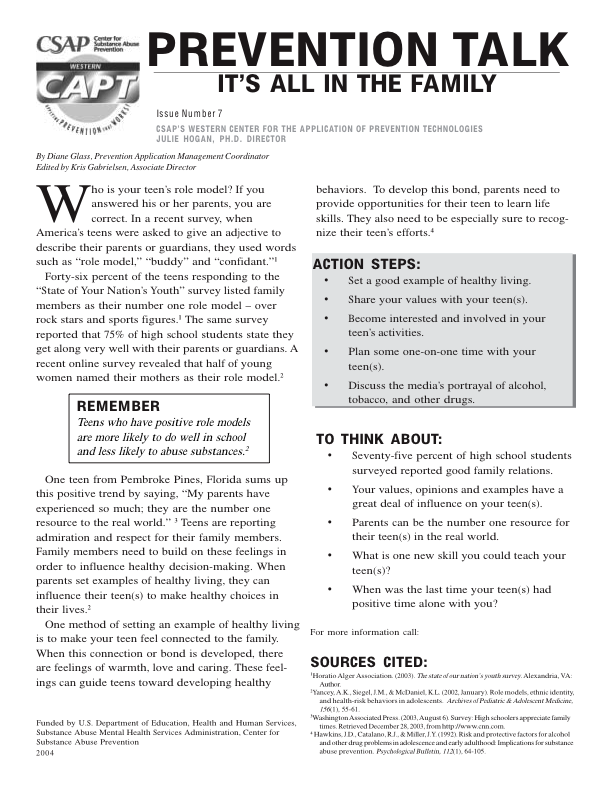 CSAP Center for
Substance Abuse
Prevention
WESTERN
CAPT
APPLYING PREVENTION THAT WORKS!
PREVENTION TALK
IT'S ALL IN THE FAMILY
Issue Number 7
CSAP'S WESTERN CENTER FOR THE APPLICATION OF PREVENTION TECHNOLOGIES
JULIE HOGAN, PH.D. DIRECTOR
By Diane Glass, Prevention Application Management Coordinator
Edited by Kris Gabrielsen, Associate Director
Who is your teen's role model? If you
answered his or her parents, you are
correct. In a recent survey, when
America's teens were asked to give an adjective to
describe their parents or guardians, they used words
such as "role model," "buddy" and "confidant."¹
Forty-six percent of the teens responding to the
"State of Your Nation's Youth" survey listed family
members as their number one role model – over
rock stars and sports figures.¹ The same survey
reported that 75% of high school students state they
get along very well with their parents or guardians. A
recent online survey revealed that half of young
women named their mothers as their role model.²
REMEMBER
Teens who have positive role models
are more likely to do well in school
and less likely to abuse substances.²
One teen from Pembroke Pines, Florida sums up
this positive trend by saying, "My parents have
experienced so much; they are the number one
resource to the real world." ³ Teens are reporting
admiration and respect for their family members.
Family members need to build on these feelings in
order to influence healthy decision-making. When
parents set examples of healthy living, they can
influence their teen(s) to make healthy choices in
their lives.²
One method of setting an example of healthy living
is to make your teen feel connected to the family.
When this connection or bond is developed, there
are feelings of warmth, love and caring. These feel-
ings can guide teens toward developing healthy
behaviors. To develop this bond, parents need to
provide opportunities for their teen to learn life
skills. They also need to be especially sure to recog-
nize their teen's efforts.⁴
ACTION STEPS:
• Set a good example of healthy living.
• Share your values with your teen(s).
• Become interested and involved in your
teen's activities.
• Plan some one-on-one time with your
teen(s).
• Discuss the media's portrayal of alcohol,
tobacco, and other drugs.
TO THINK ABOUT:
• Seventy-five percent of high school students
surveyed reported good family relations.
• Your values, opinions and examples have a
great deal of influence on your teen(s).
• Parents can be the number one resource for
their teen(s) in the real world.
• What is one new skill you could teach your
teen(s)?
• When was the last time your teen(s) had
positive time alone with you?
For more information call:
SOURCES CITED:
¹Horatio Alger Association. (2003). The state of our nation's youth survey. Alexandria, VA:
Author.
²Yancey, A.K., Siegel, J.M., & McDaniel, K.L. (2002, January). Role models, ethnic identity,
and health-risk behaviors in adolescents. Archives of Pediatric & Adolescent Medicine,
156(1), 55-61.
³Washington Associated Press. (2003, August 6). Survey: High schoolers appreciate family
times. Retrieved December 28, 2003, from http://www.cnn.com.
⁴ Hawkins, J.D., Catalano, R.J., & Miller, J.Y. (1992). Risk and protective factors for alcohol
and other drug problems in adolescence and early adulthood: Implications for substance
abuse prevention. Psychological Bulletin, 112(1), 64-105.
Funded by U.S. Department of Education, Health and Human Services,
Substance Abuse Mental Health Services Administration, Center for
Substance Abuse Prevention
2004